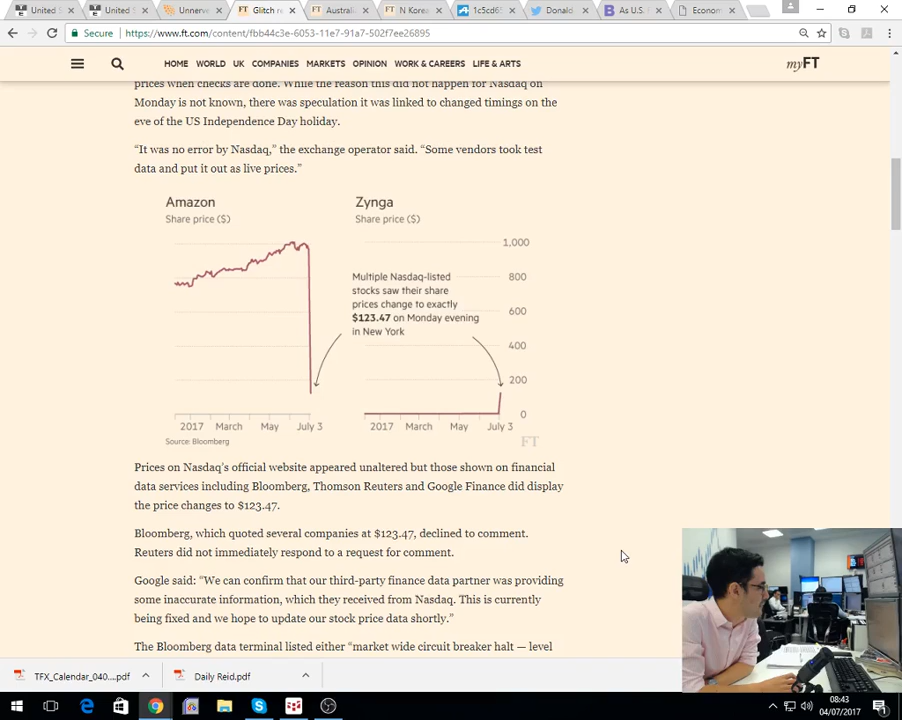 United S
United S
Unnerve
Glitch re
Australi
N Korea
1c5cd65
Donald
As U.S. F
Econom
Secure
https://www.ft.com/content/fbb44c3e-6053-11e7-91a7-502f7ee26895
HOME WORLD UK COMPANIES MARKETS OPINION WORK & CAREERS LIFE & ARTS
myFT
prices when checks are done. While the reason this did not happen for Nasdaq on
Monday is not known, there was speculation it was linked to changed timings on the
eve of the US Independence Day holiday.
“It was no error by Nasdaq,” the exchange operator said. “Some vendors took test
data and put it out as live prices.”
Amazon
Share price ($)
Zynga
Share price ($)
1,000
800
600
400
200
0
Multiple Nasdaq-listed
stocks saw their share
prices change to exactly
$123.47 on Monday evening
in New York
2017 March May July 3
2017 March May July 3
Source: Bloomberg
FT
Prices on Nasdaq’s official website appeared unaltered but those shown on financial
data services including Bloomberg, Thomson Reuters and Google Finance did display
the price changes to $123.47.
Bloomberg, which quoted several companies at $123.47, declined to comment.
Reuters did not immediately respond to a request for comment.
Google said: “We can confirm that our third-party finance data partner was providing
some inaccurate information, which they received from Nasdaq. This is currently
being fixed and we hope to update our stock price data shortly.”
The Bloomberg data terminal listed either “market wide circuit breaker halt — level
TFX_Calendar_040....pdf
Daily Reid.pdf
08:43
04/07/2017